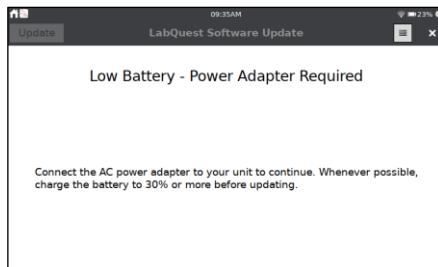 09:35AM
23%
Update
LabQuest Software Update
Low Battery - Power Adapter Required
Connect the AC power adapter to your unit to continue. Whenever possible,
charge the battery to 30% or more before updating.